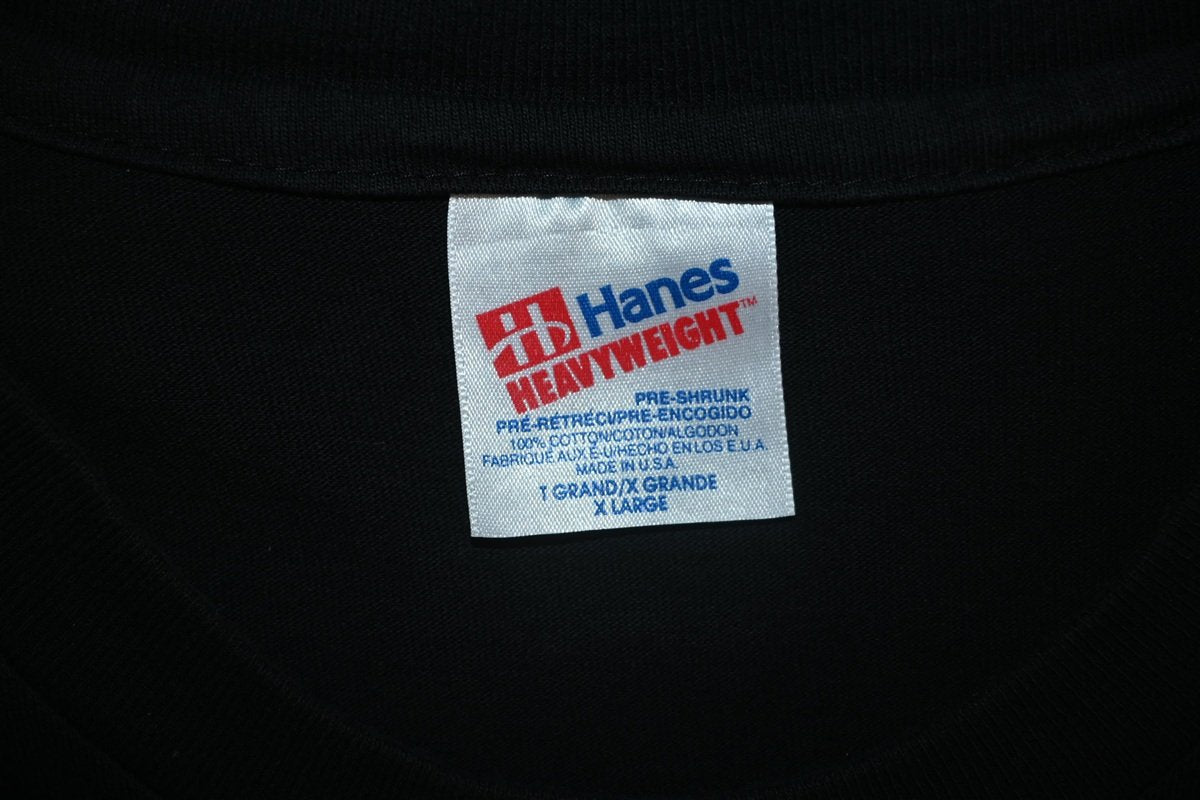 Hanes
HEAVYWEIGHT™
PRE-SHRUNK
PRÉ-RÉTRÉCI/PRE-ENCOGIDO
100% COTTON/COTON/ALGODON
FABRIQUÉ AUX É-U/HECHO EN LOS E.U.A.
MADE IN U.S.A.
T GRAND/X GRANDE
X LARGE